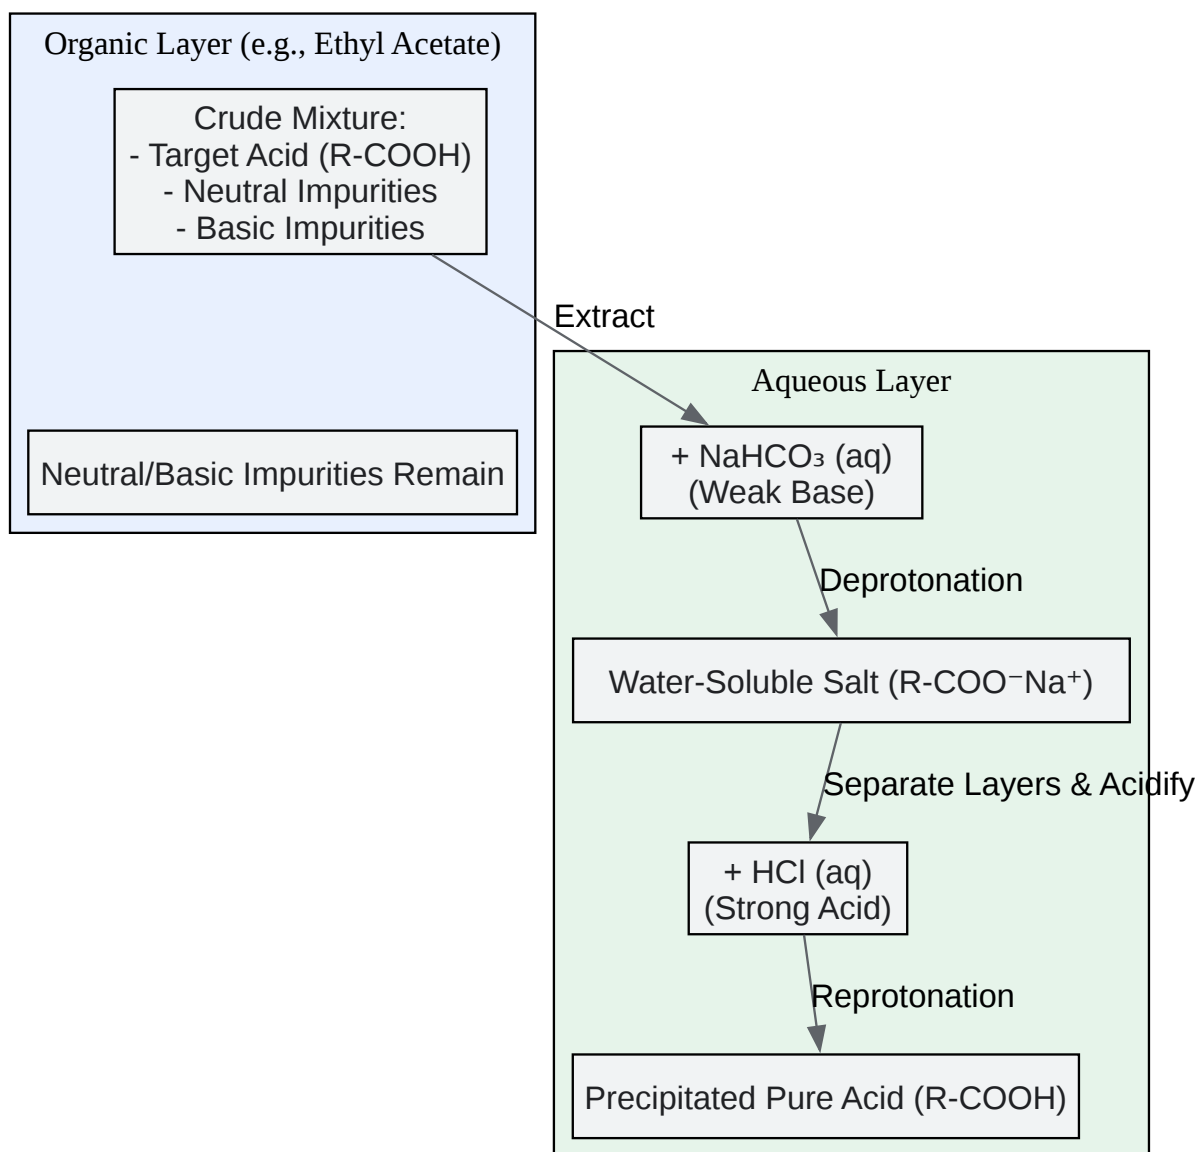 Organic Layer (e.g., Ethyl Acetate)
Crude Mixture:
- Target Acid (R-COOH)
- Neutral Impurities
- Basic Impurities
Extract
Aqueous Layer
+ NaHCO₃ (aq)
(Weak Base)
Neutral/Basic Impurities Remain
Deprotonation
Water-Soluble Salt (R-COO⁻Na⁺)
Separate Layers & Acidify
+ HCl (aq)
(Strong Acid)
Reprotonation
Precipitated Pure Acid (R-COOH)